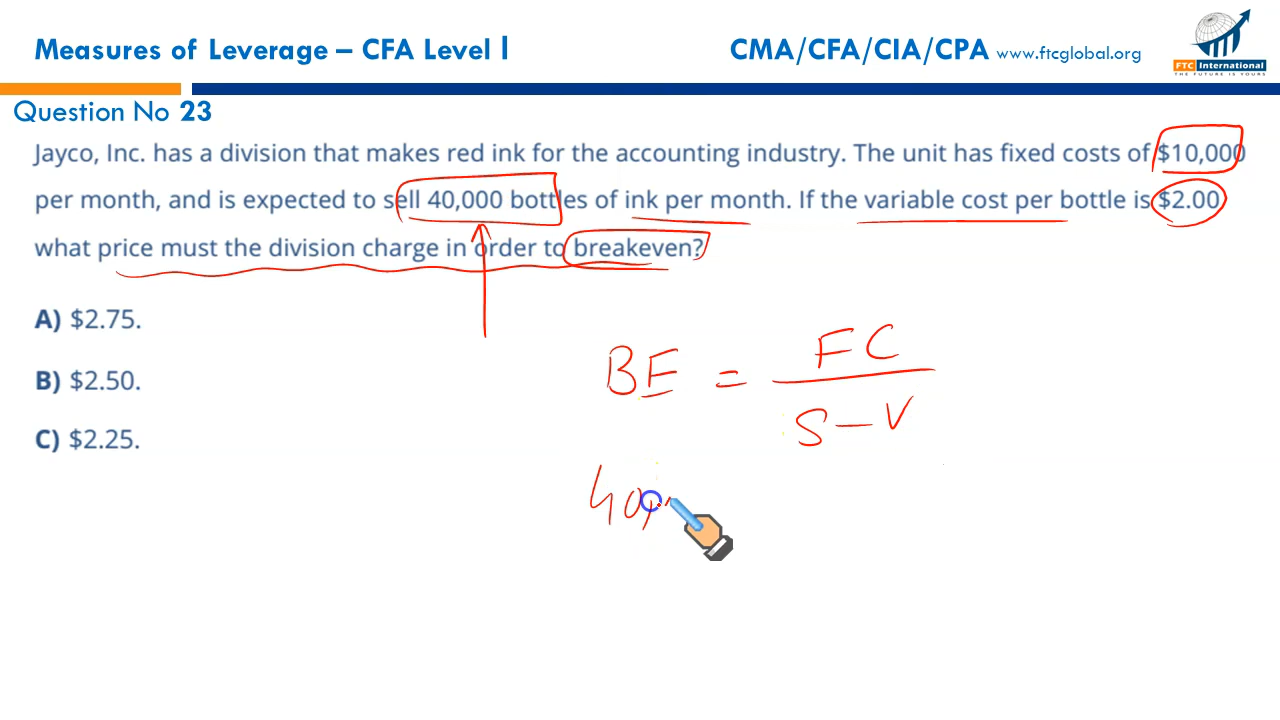 Measures of Leverage – CFA Level I
CMA/CFA/CIA/CPA www.ftcglobal.org
FTC International
THE FUTURE IS YOURS
Question No 23
Jayco, Inc. has a division that makes red ink for the accounting industry. The unit has fixed costs of $10,000
per month, and is expected to sell 40,000 bottles of ink per month. If the variable cost per bottle is $2.00
what price must the division charge in order to breakeven?
A) $2.75.
B) $2.50.
C) $2.25.
BE = FC
S – V
40,